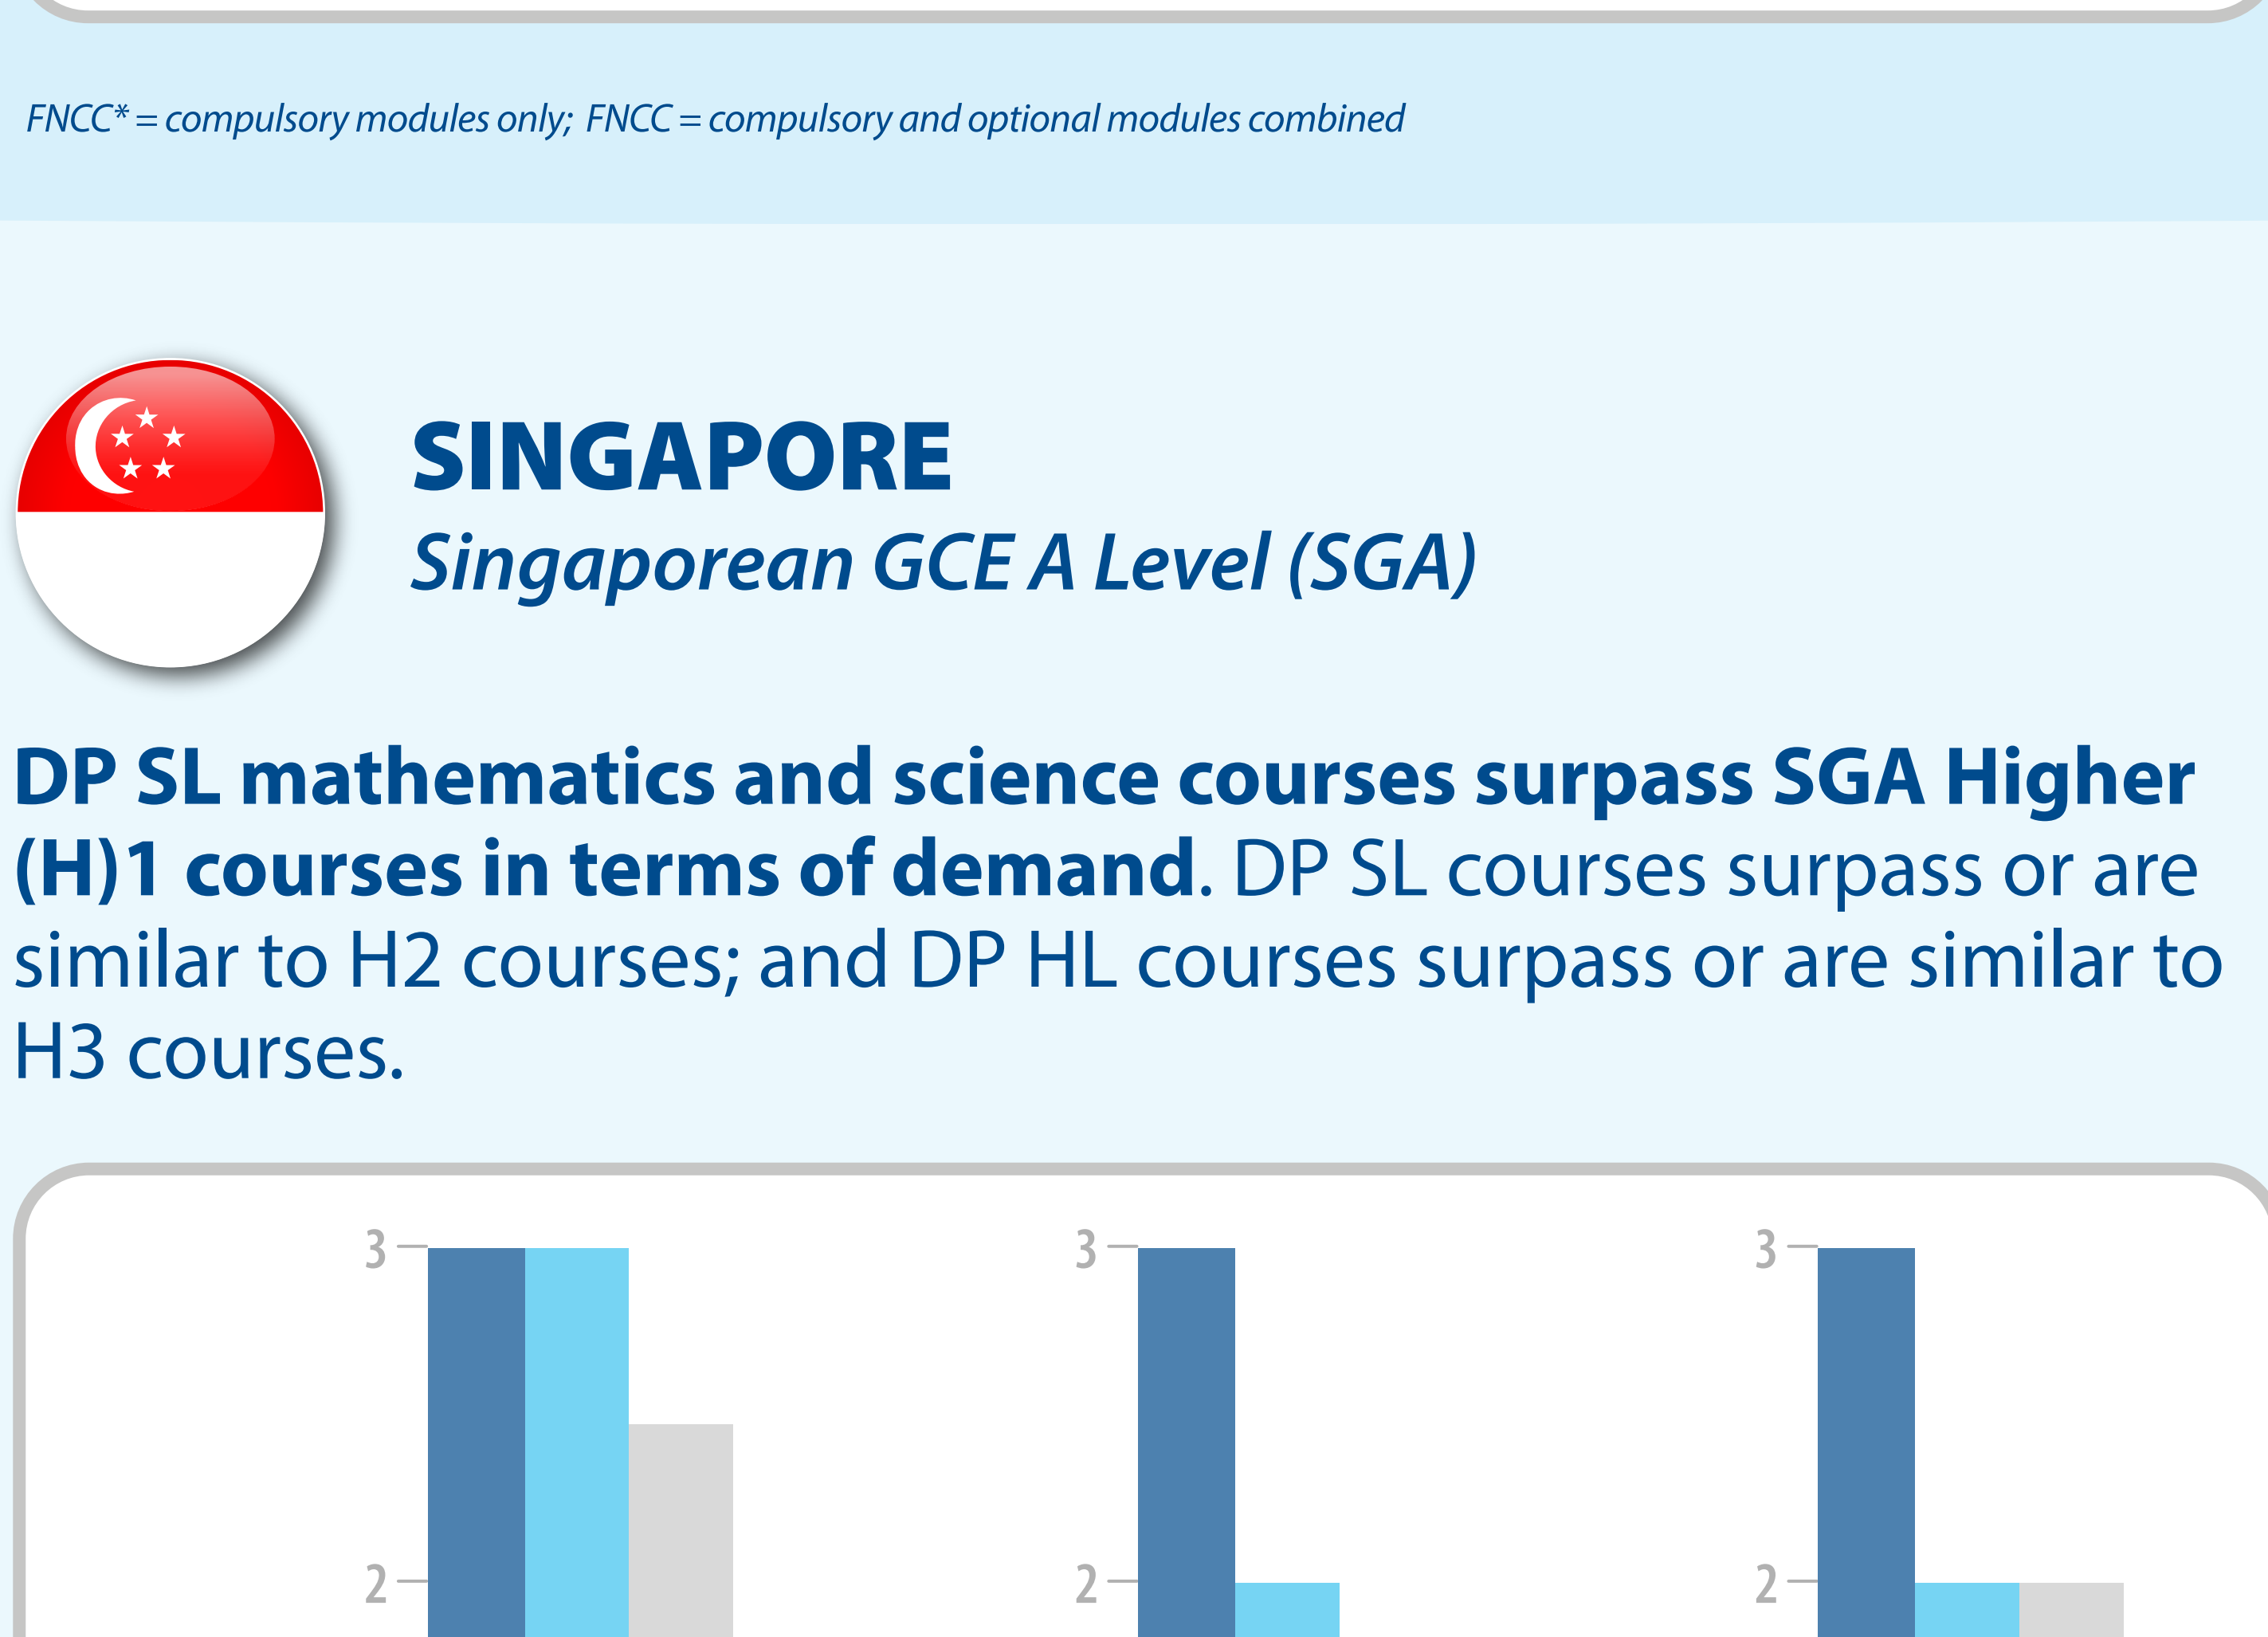 FNCC* = compulsory modules only; FNCC = compulsory and optional modules combined
SINGAPORE
Singaporean GCE A Level (SGA)
DP SL mathematics and science courses surpass SGA Higher
(H)1 courses in terms of demand. DP SL courses surpass or are
similar to H2 courses; and DP HL courses surpass or are similar to
H3 courses.
3 3 3
2 2 2